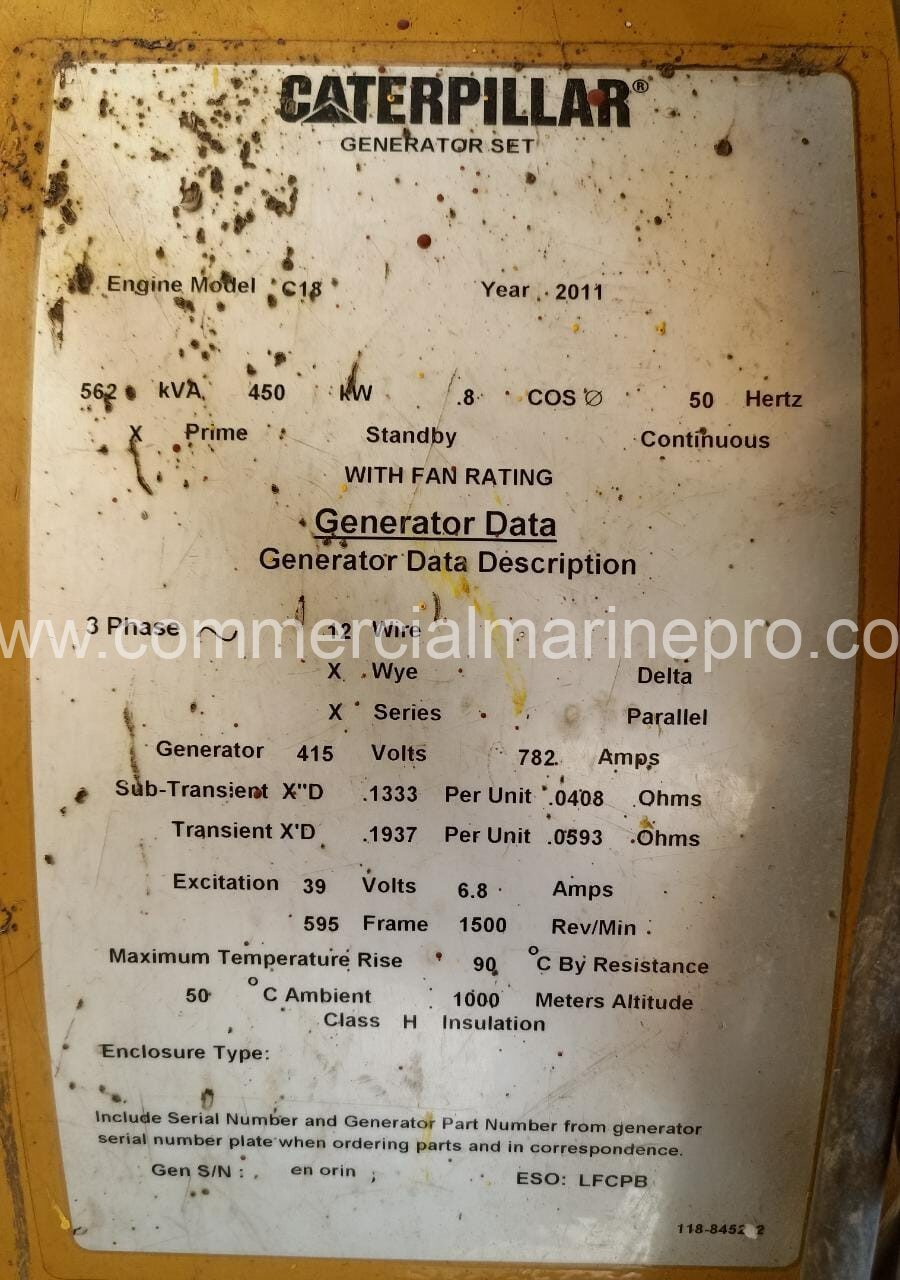 CATERPILLAR®
GENERATOR SET
Engine Model C18 Year 2011
562 kVA 450 kW .8 COS Ø 50 Hertz
X Prime Standby Continuous
WITH FAN RATING
Generator Data
Generator Data Description
3 Phase ~ 12 Wire
www.commercialmarinepro.co
X Wye Delta
X Series Parallel
Generator 415 Volts 782 Amps
Sub-Transient X"D .1333 Per Unit .0408 Ohms
Transient X'D .1937 Per Unit .0593 Ohms
Excitation 39 Volts 6.8 Amps
595 Frame 1500 Rev/Min
Maximum Temperature Rise 90 °C By Resistance
50 °C Ambient 1000 Meters Altitude
Class H Insulation
Enclosure Type:
Include Serial Number and Generator Part Number from generator
serial number plate when ordering parts and in correspondence.
Gen S/N : en orin ESO: LFCPB